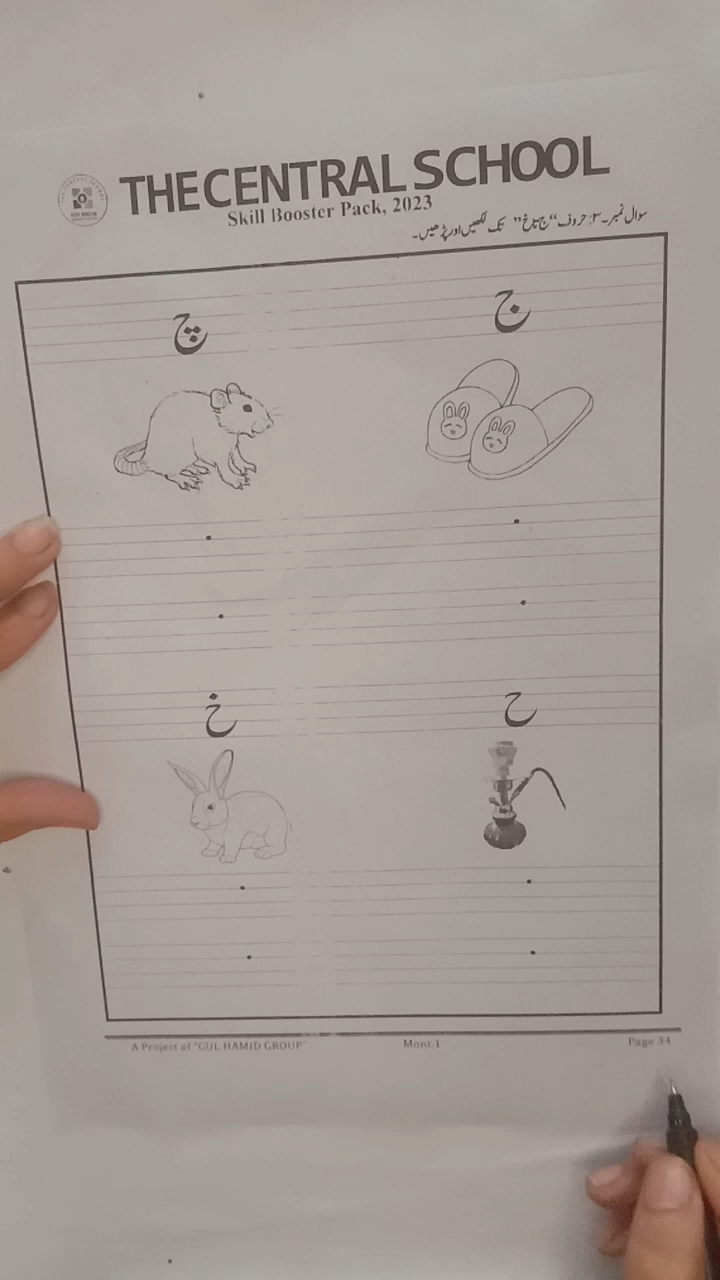 THE CENTRAL SCHOOL
Skill Booster Pack, 2023
سوال نمبر۔۳: حروف “ج تا خ” تک لکھیں اور پڑھیں۔
ج چ
ح خ
A Project of "GUL HAMID GROUP" Mont. I Page 34